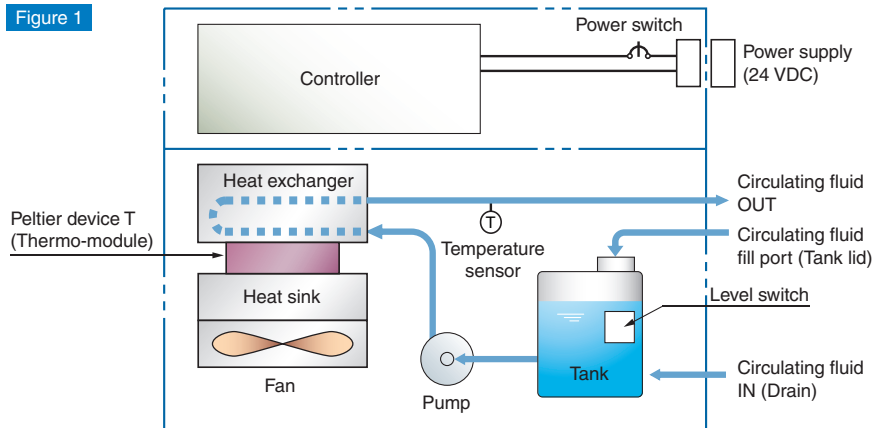 Figure 1
Power switch
Controller
Power supply
(24 VDC)
Heat exchanger
Circulating fluid
OUT
Peltier device T
(Thermo-module)
T
Temperature
sensor
Circulating fluid
fill port (Tank lid)
Heat sink
Level switch
Fan
Pump
Tank
Circulating fluid
IN (Drain)